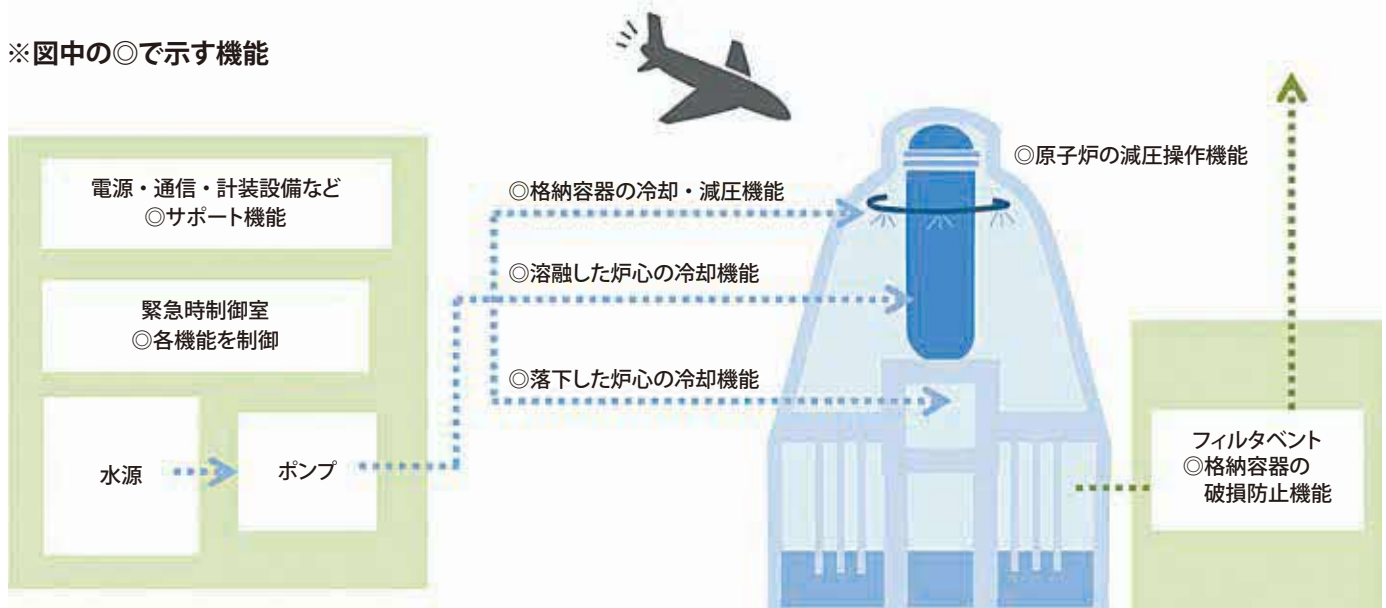 ※図中の◎で示す機能
電源・通信・計装設備など
◎サポート機能
緊急時制御室
◎各機能を制御
水源
ポンプ
◎格納容器の冷却・減圧機能
◎溶融した炉心の冷却機能
◎落下した炉心の冷却機能
◎原子炉の減圧操作機能
フィルタベント
◎格納容器の
破損防止機能